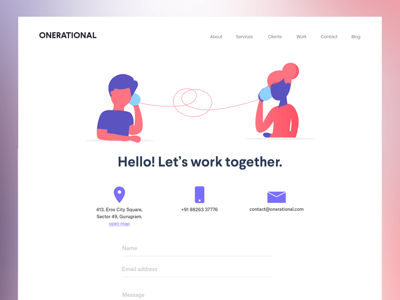 ONERATIONAL
About Services Clients Work Contact Blog
Hello! Let's work together.
413, Eros City Square,
Sector 49, Gurugram.
open map
+91 88263 37776
contact@onerational.com
Name
Email address
Message